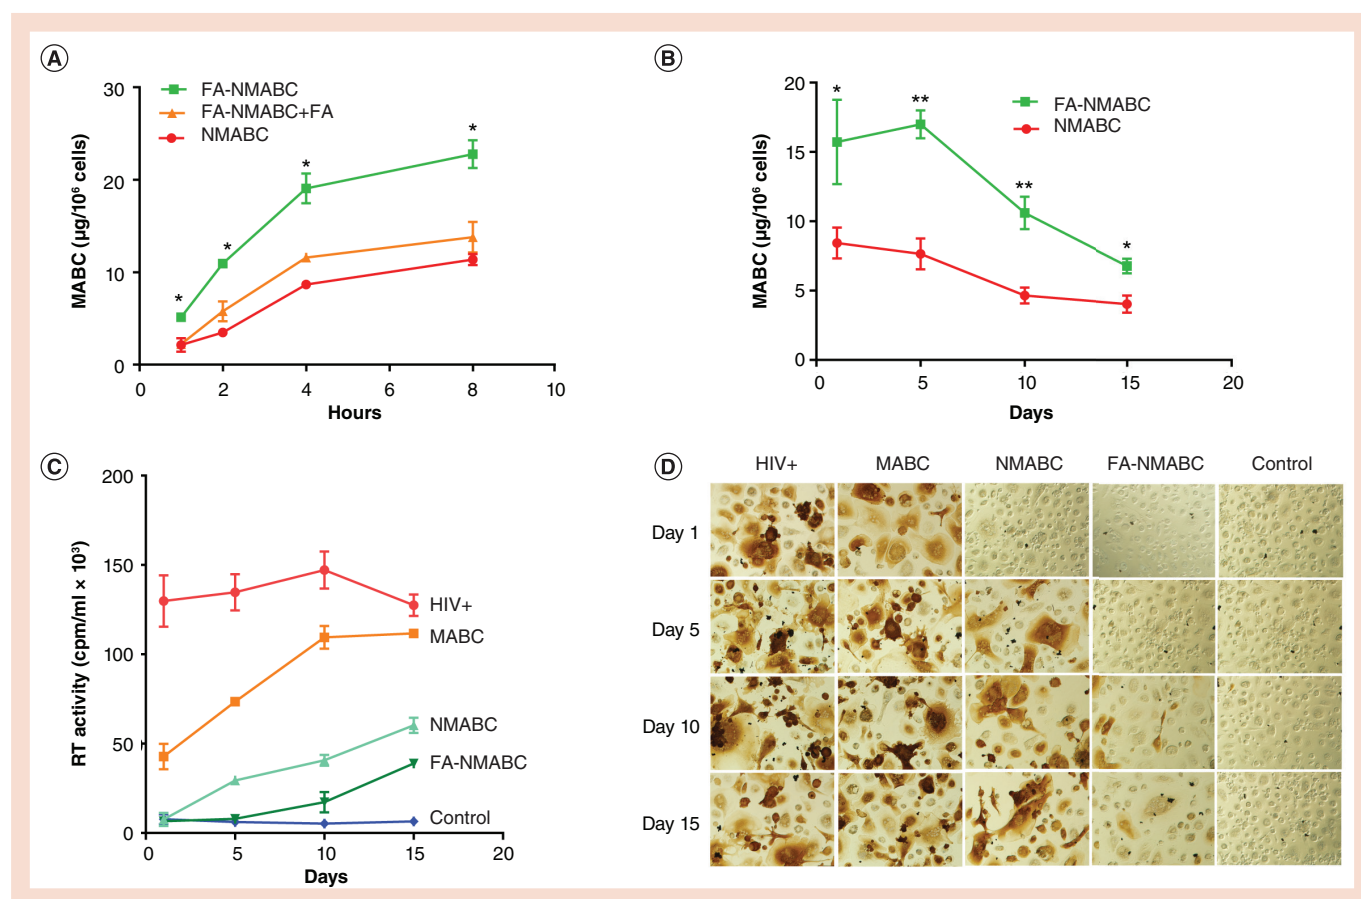 A
FA-NMABC
FA-NMABC+FA
NMABC
MABC (µg/10⁶ cells)
30
20
10
0
0 2 4 6 8 10
Hours
*
*
*
*
B
FA-NMABC
NMABC
MABC (µg/10⁶ cells)
20
15
10
5
0
0 5 10 15 20
Days
*
**
**
*
C
RT activity (cpm/ml × 10³)
200
150
100
50
0
0 5 10 15 20
Days
HIV+
MABC
NMABC
FA-NMABC
Control
D
HIV+ MABC NMABC FA-NMABC Control
Day 1
Day 5
Day 10
Day 15